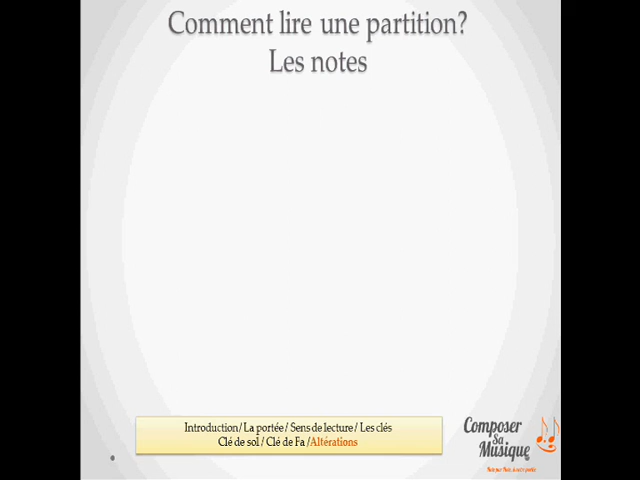 Comment lire une partition?
Les notes
Introduction / La portée / Sens de lecture / Les clés
Clé de sol / Clé de Fa /Altérations
Composer
Sa
Musique